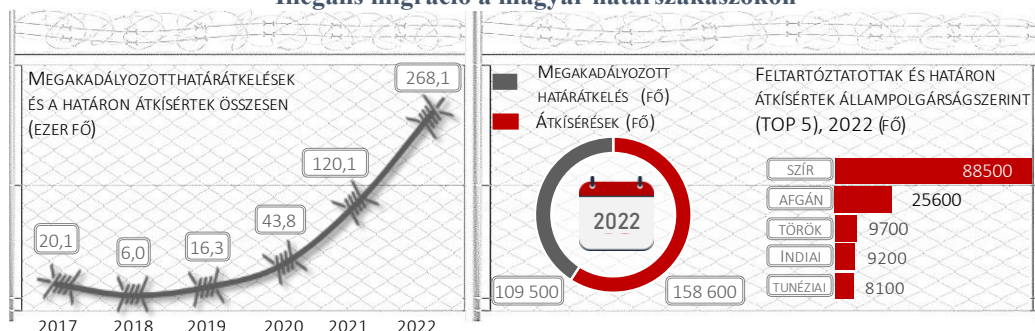 Illegális migráció a magyar határszakaszokon
MEGAKADÁLYOZOTTHATÁRÁTKELÉSEK
ÉS A HATÁRON ÁTKÍSÉRTEK ÖSSZESEN
(EZER FŐ)
268,1
120,1
43,8
20,1
6,0
16,3
2017 2018 2019 2020 2021 2022
MEGAKADÁLYOZOTT
HATÁRÁTKELÉS (FŐ)
ÁTKÍSÉRÉSEK (FŐ)
2022
109 500
158 600
FELTARTÓZTATOTTAK ÉS HATÁRON
ÁTKÍSÉRTEK ÁLLAMPOLGÁRSÁGSZERINT
(TOP 5), 2022 (FŐ)
SZÍR 88500
AFGÁN 25600
TÖRÖK 9700
INDIAI 9200
TUNÉZIAI 8100